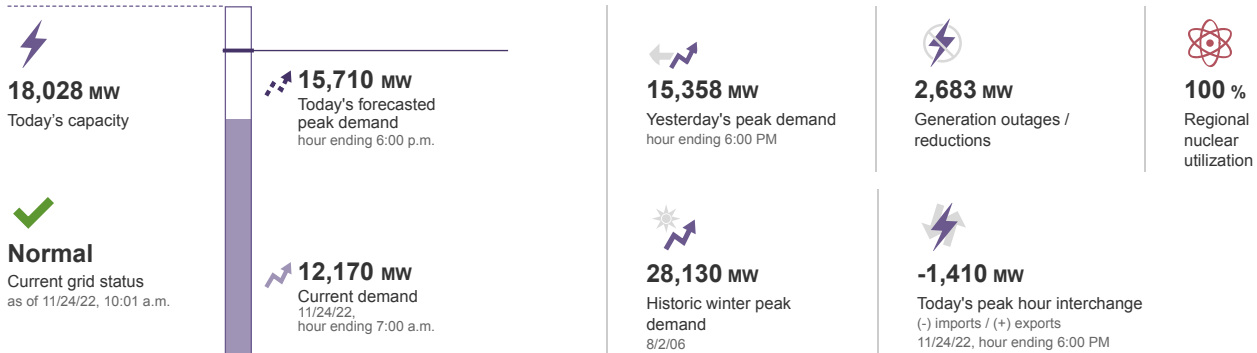 18,028 MW
Today's capacity
Normal
Current grid status
as of 11/24/22, 10:01 a.m.
15,710 MW
Today's forecasted
peak demand
hour ending 6:00 p.m.
12,170 MW
Current demand
11/24/22,
hour ending 7:00 a.m.
15,358 MW
Yesterday's peak demand
hour ending 6:00 PM
2,683 MW
Generation outages /
reductions
100 %
Regional
nuclear
utilization
28,130 MW
Historic winter peak
demand
8/2/06
-1,410 MW
Today's peak hour interchange
(-) imports / (+) exports
11/24/22, hour ending 6:00 PM